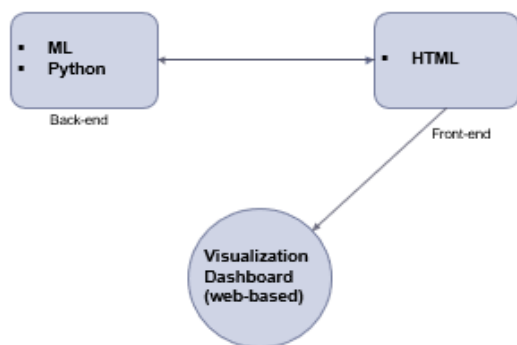 ▪ ML
▪ Python
Back-end
▪ HTML
Front-end
Visualization
Dashboard
(web-based)